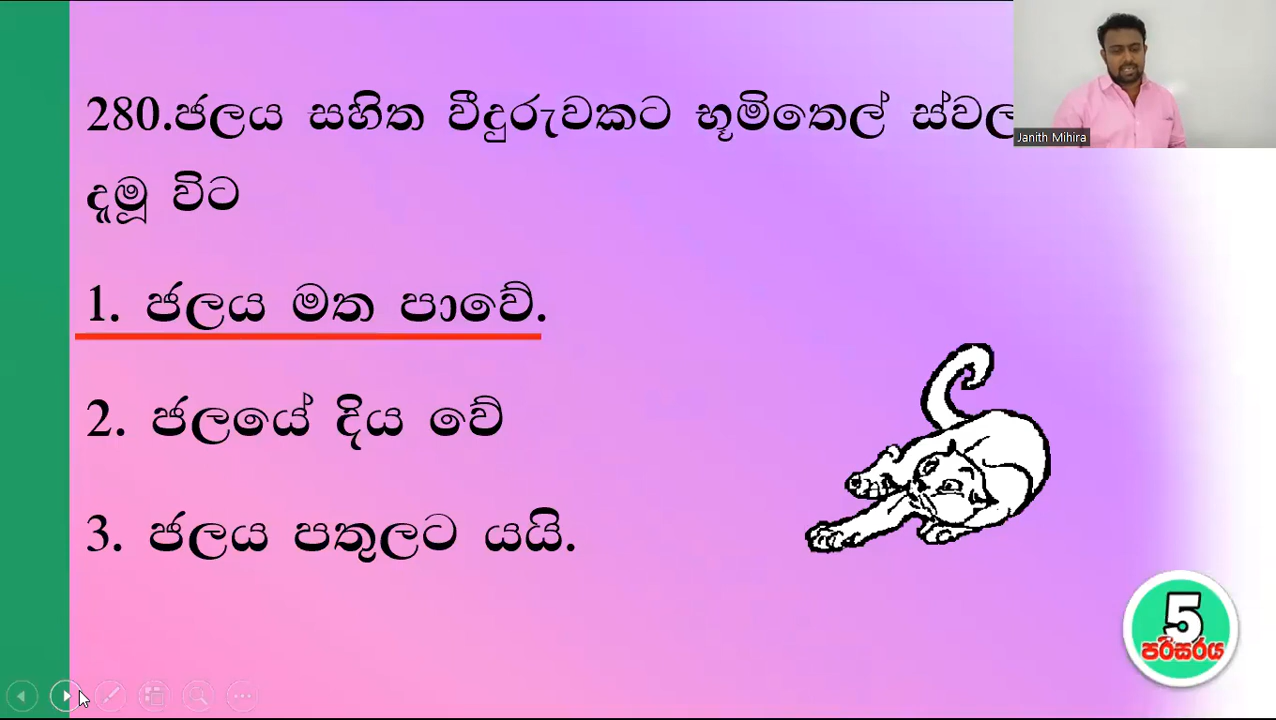 280.ජලය සහිත වීදුරුවකට භූමිතෙල්
දැමූ විට
1. ජලය මත පාවේ.
2. ජලයේ දිය වේ
3. ජලය පතුලට යයි.
Janith Mihira
5
පරිසරය